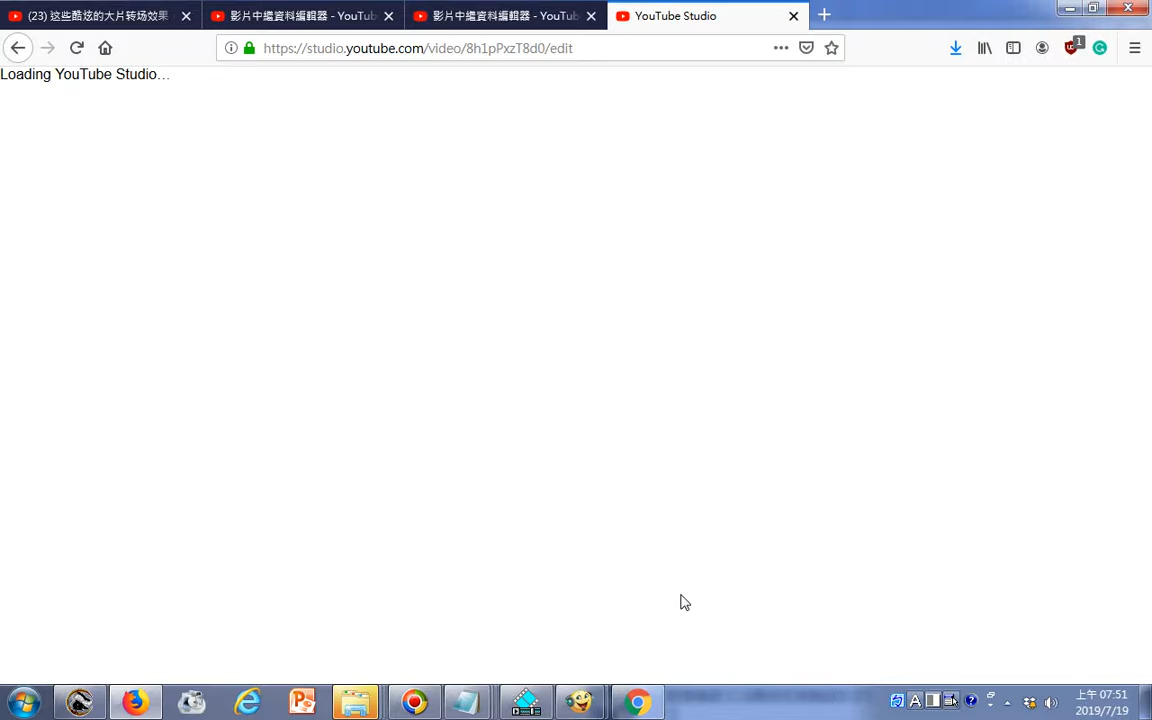 (23) 这些酷炫的大片转场效果
影片中繼資料編輯器 - YouTub
影片中繼資料編輯器 - YouTub
YouTube Studio
https://studio.youtube.com/video/8h1pPxzT8d0/edit
1
Loading YouTube Studio…
上午 07:51
2019/7/19